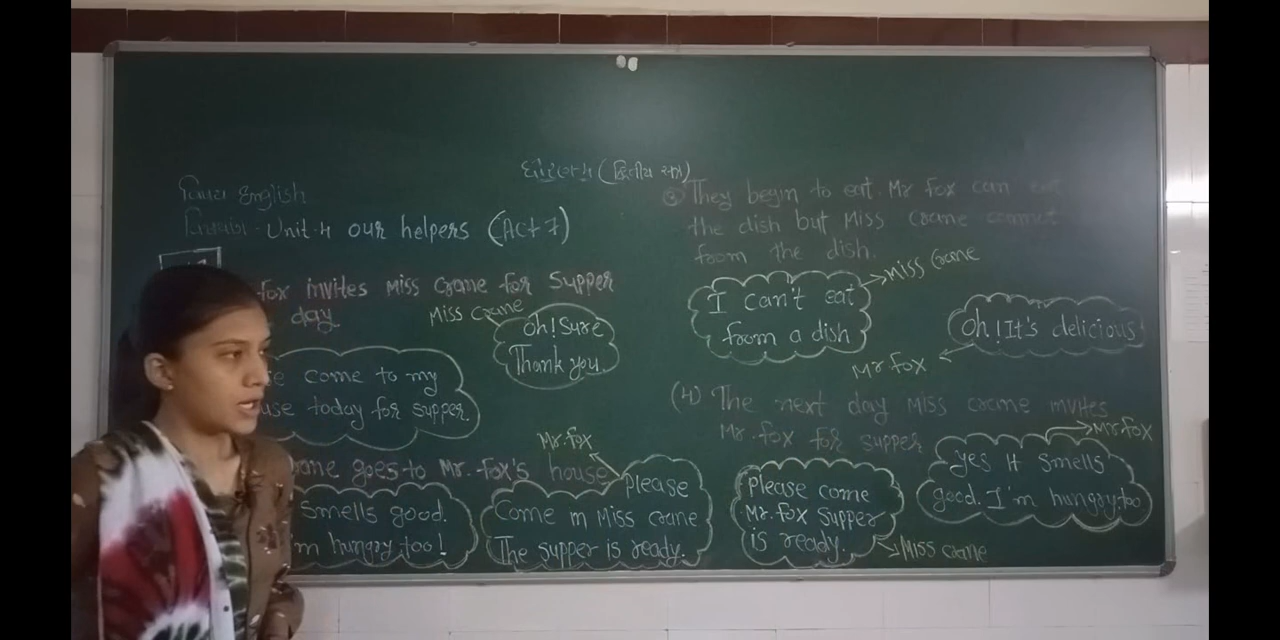 ધોરણ ૫ (દ્વિતીય સત્ર)
વિષય English
Unit-4 Our helpers (Act 7)
fox invites Miss Crane for Supper
day
Miss Crane
Oh! Sure
Thank you.
come to my
use today for supper.
ane goes to Mr. Fox's house
Mr. fox
smells good.
m hungry too!
please
Come in Miss Crane
The supper is ready.
③ They begin to eat. Mr Fox can eat
the dish but Miss Crane cannot
from the dish.
Miss Crane
I can't eat
from a dish
Oh! It's delicious
Mr Fox
(4) The next day Miss Crane invites
Mr. fox for supper
Mr. Fox
please come
Mr. fox Supper
is ready.
Miss Crane
yes It smells
good. I'm hungry too